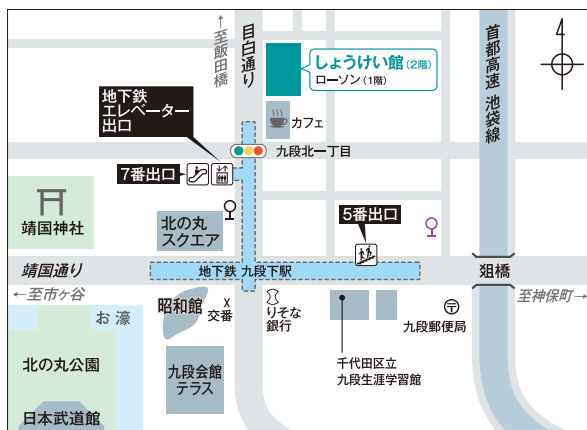 ↑至飯田橋
目白通り
首都高速 池袋線
4
しょうけい館(2階)
ローソン(1階)
地下鉄
エレベーター
出口
カフェ
九段北一丁目
7番出口
靖国神社
北の丸
スクエア
5番出口
靖国通り
地下鉄 九段下駅
俎橋
←至市ヶ谷
至神保町→
昭和館
X
交番
りそな
銀行
〒
九段郵便局
お濠
北の丸公園
九段会館
テラス
千代田区立
九段生涯学習館
日本武道館